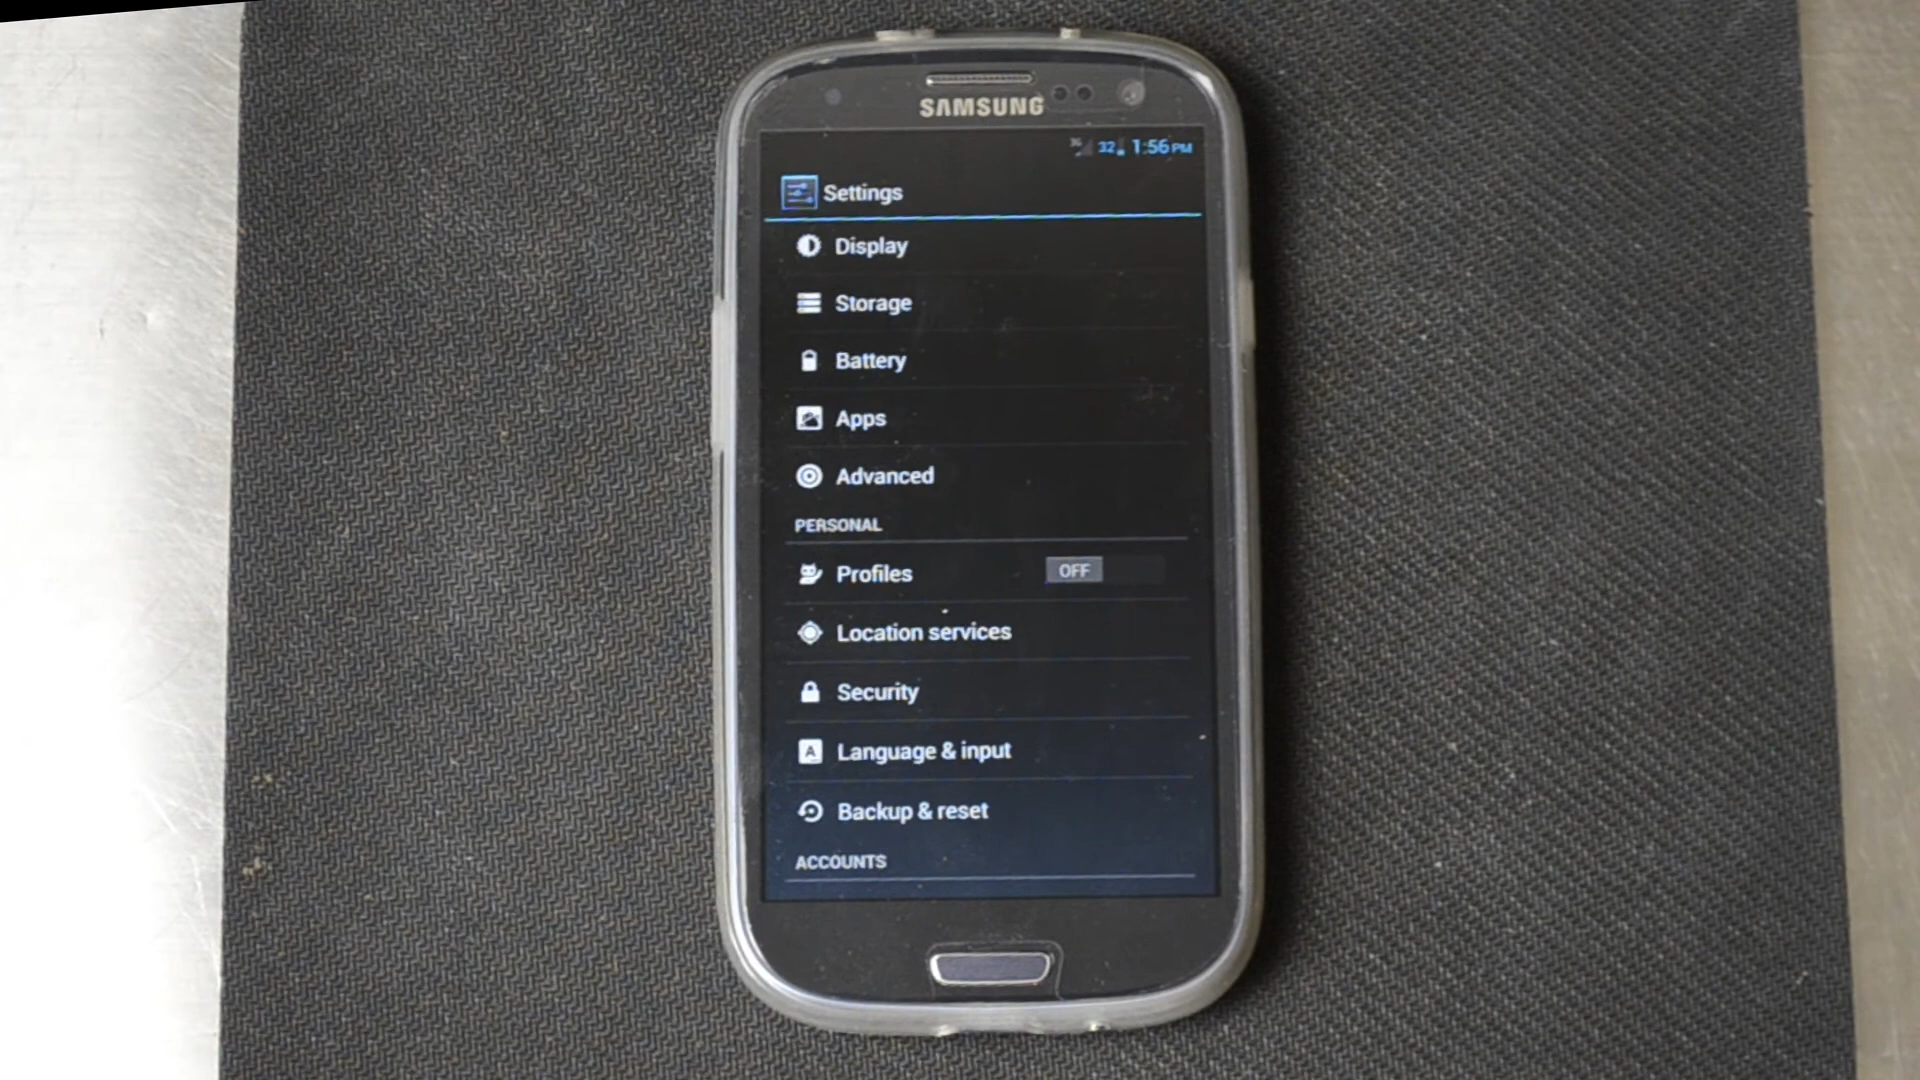 SAMSUNG
3G 32 1:56 PM
Settings
Display
Storage
Battery
Apps
Advanced
PERSONAL
Profiles OFF
Location services
Security
Language & input
Backup & reset
ACCOUNTS